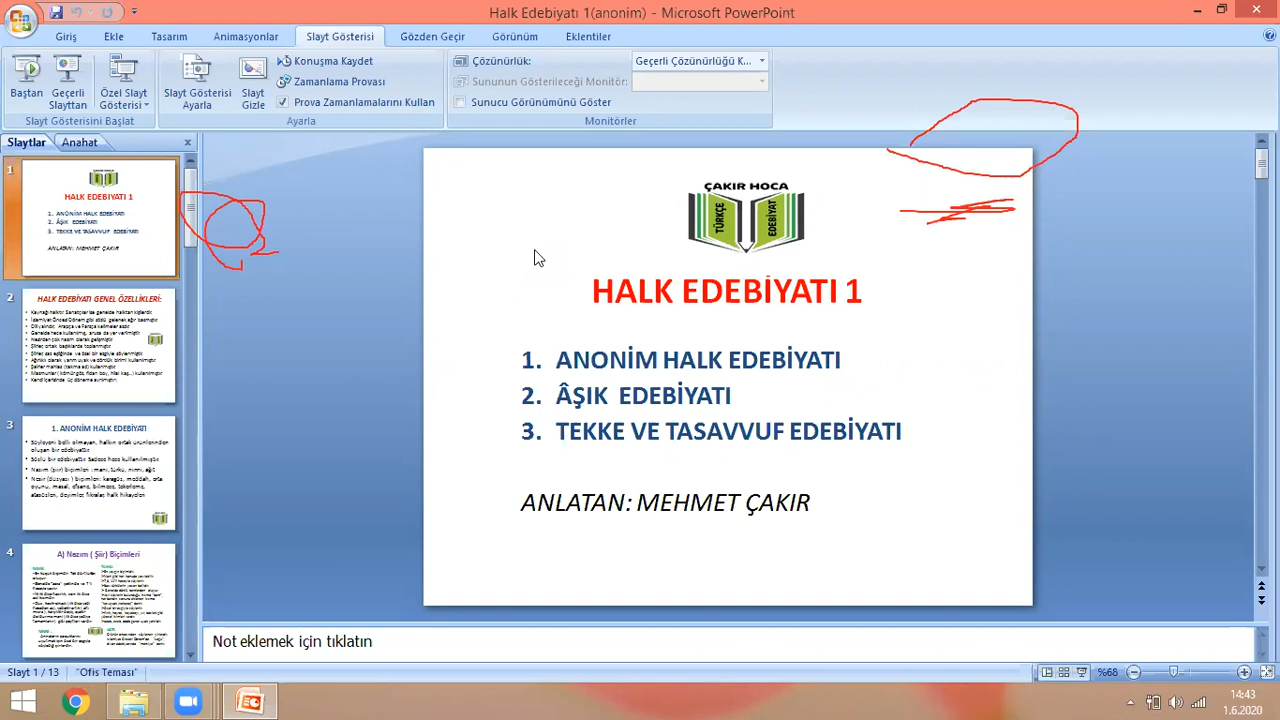 Halk Edebiyatı 1(anonim) - Microsoft PowerPoint
Giriş Ekle Tasarım Animasyonlar Slayt Gösterisi Gözden Geçir Görünüm Eklentiler
Baştan
Geçerli Slayttan
Özel Slayt Gösterisi
Slayt Gösterisini Başlat
Slayt Gösterisi Ayarla
Slayt Gizle
Konuşma Kaydet
Zamanlama Provası
Prova Zamanlamalarını Kullan
Ayarla
Çözünürlük: Geçerli Çözünürlüğü K...
Sununun Gösterileceği Monitör:
Sunucu Görünümünü Göster
Monitörler
Slaytlar Anahat
1
HALK EDEBİYATI 1
1. ANONİM HALK EDEBİYATI
2. ÂŞIK EDEBİYATI
3. TEKKE VE TASAVVUF EDEBİYATI
ANLATAN: MEHMET ÇAKIR
2
HALK EDEBİYATI GENEL ÖZELLİKLERİ:
3
1. ANONİM HALK EDEBİYATI
4
A) Nazım ( Şiir) Biçimleri
ÇAKIR HOCA
TÜRKÇE EDEBİYAT
HALK EDEBİYATI 1
1. ANONİM HALK EDEBİYATI
2. ÂŞIK EDEBİYATI
3. TEKKE VE TASAVVUF EDEBİYATI
ANLATAN: MEHMET ÇAKIR
Not eklemek için tıklatın
Slayt 1 / 13 "Ofis Teması" %68
14:43
1.6.2020